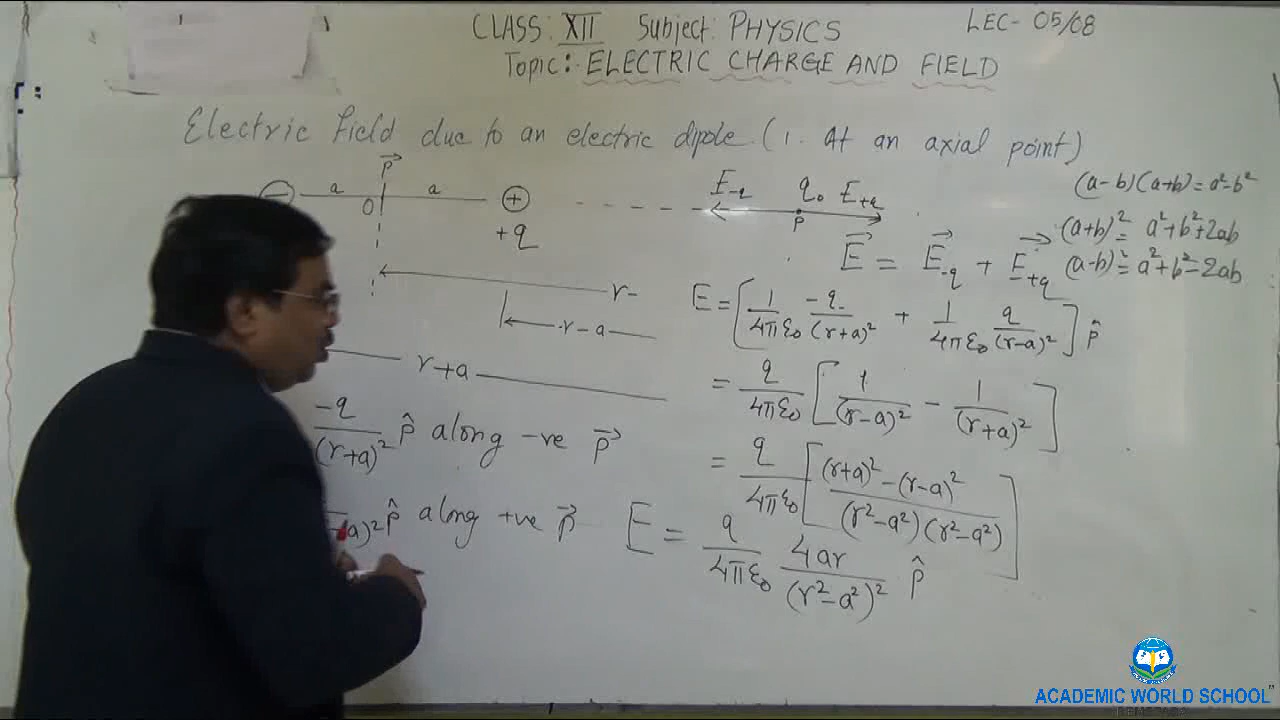 CLASS: XII Subject: PHYSICS LEC- 05/08
Topic: ELECTRIC CHARGE AND FIELD
Electric field due to an electric dipole. (1. At an axial point)
(a-b)(a+b) = a²-b²
(a+b)² = a²+b²+2ab
(a-b)² = a²+b²-2ab
p⃗
− a O a +
+q
E₋q q₀ E₊q
P
r-
r-a
r+a
E⃗ = E⃗₋q + E⃗₊q
E = [1/4πε₀ -q/(r+a)² + 1/4πε₀ q/(r-a)²] p̂
= q/4πε₀ [1/(r-a)² - 1/(r+a)²]
= q/4πε₀ [(r+a)² - (r-a)²/(r²-a²)(r²-a²)]
E = q/4πε₀ 4ar/(r²-a²)² p̂
-q/(r+a)² p̂ along -ve p⃗
a)² p̂ along +ve p⃗
ACADEMIC WORLD SCHOOL